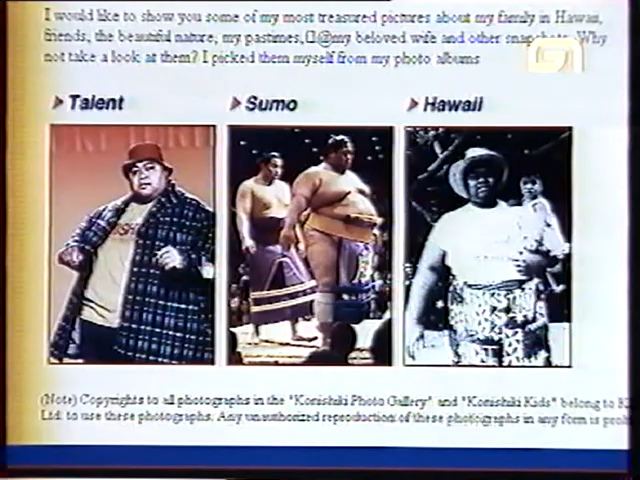 I would like to show you some of my most treasured pictures about my family in Hawaii,
friends, the beautiful nature, my pastimes, @my beloved wife and other Why
not take a look at them? I picked them myself from my photo albums
Talent
Sumo
Hawaii
(Note) Copyrights to all photographs in the "Konishiki Photo Gallery" and "Konishiki Kids" belong to
Ltd. to use these photographs. Any unauthorized reproduction of these photographs in any form is